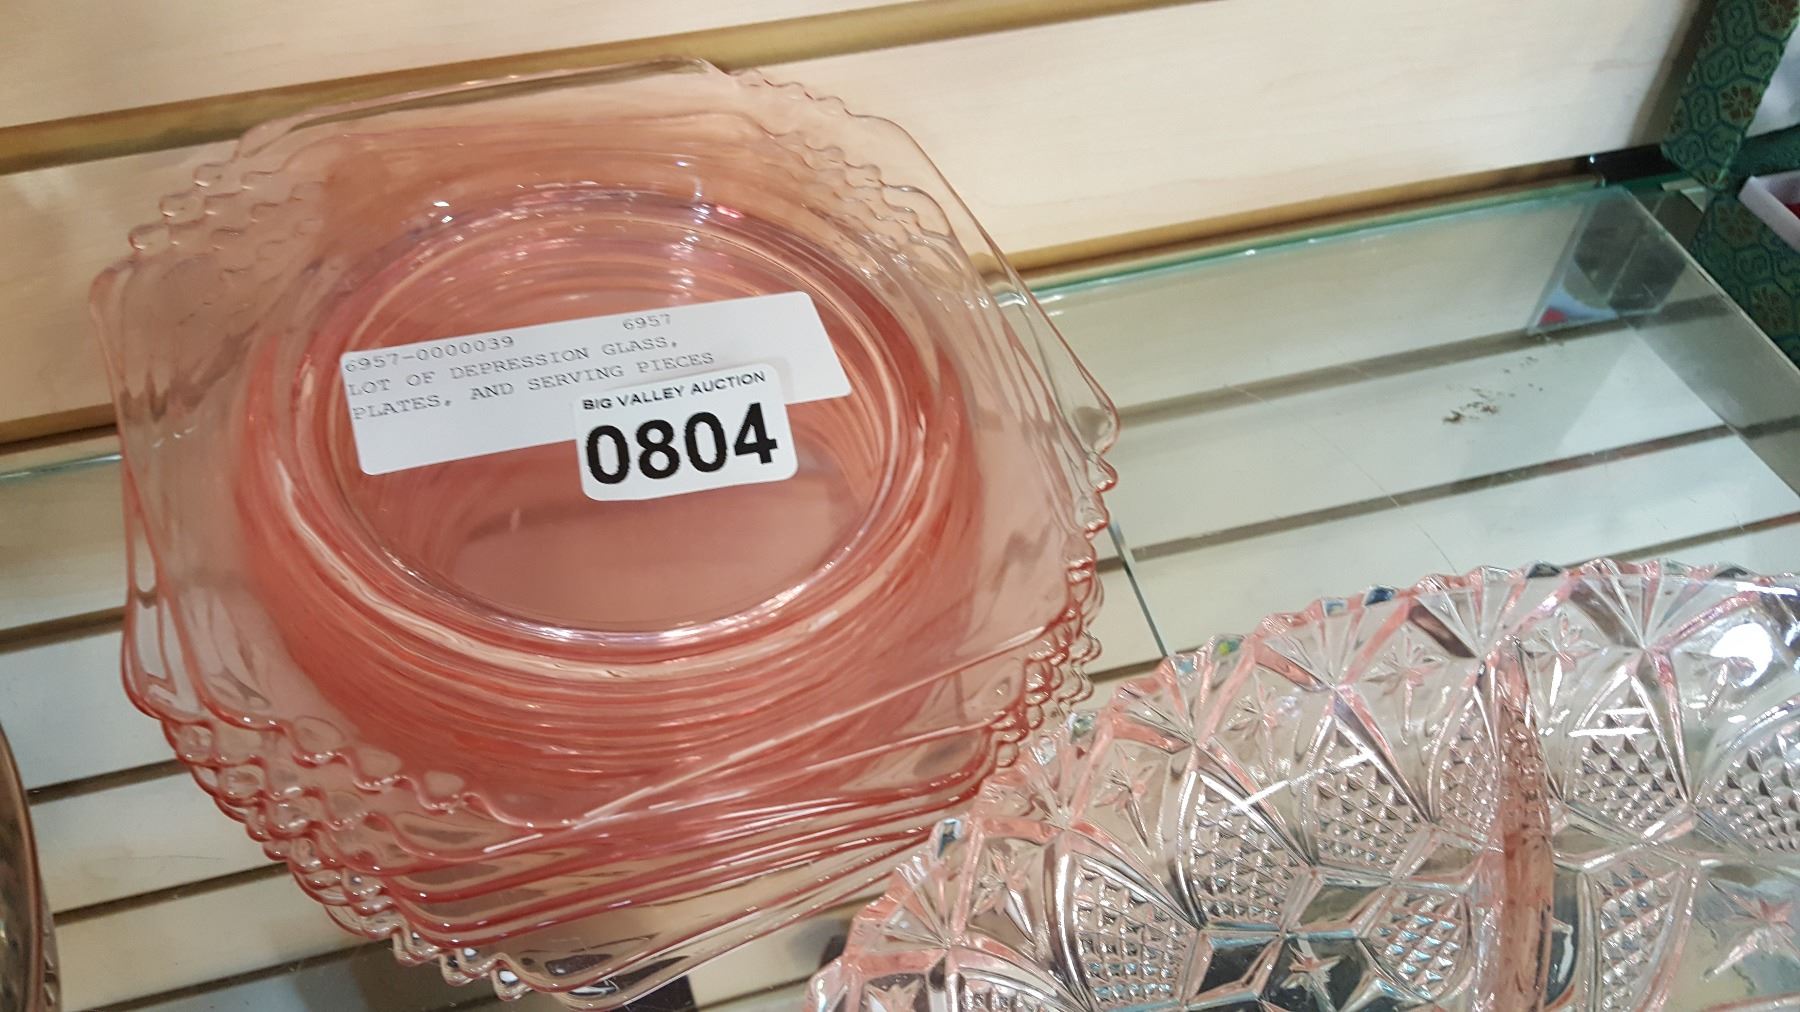 6957-0000039 6957
LOT OF DEPRESSION GLASS,
PLATES, AND SERVING PIECES
BIG VALLEY AUCTION
0804